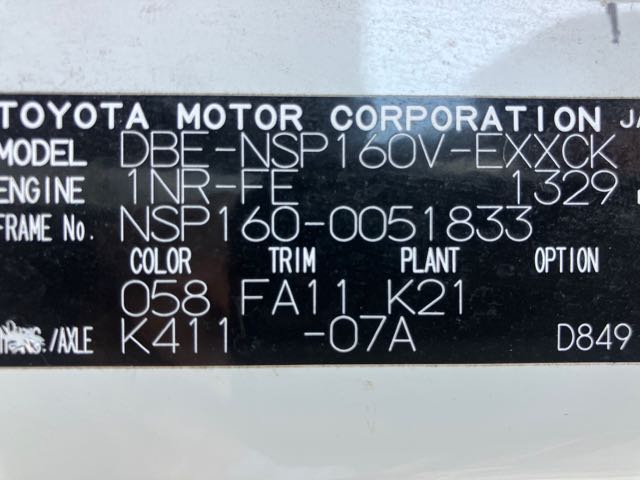 TOYOTA MOTOR CORPORATION JA
MODEL DBE-NSP160V-EXXCK
ENGINE 1NR-FE 1329
FRAME No. NSP160-0051833
COLOR TRIM PLANT OPTION
058 FA11 K21
/AXLE K411 -07A D849